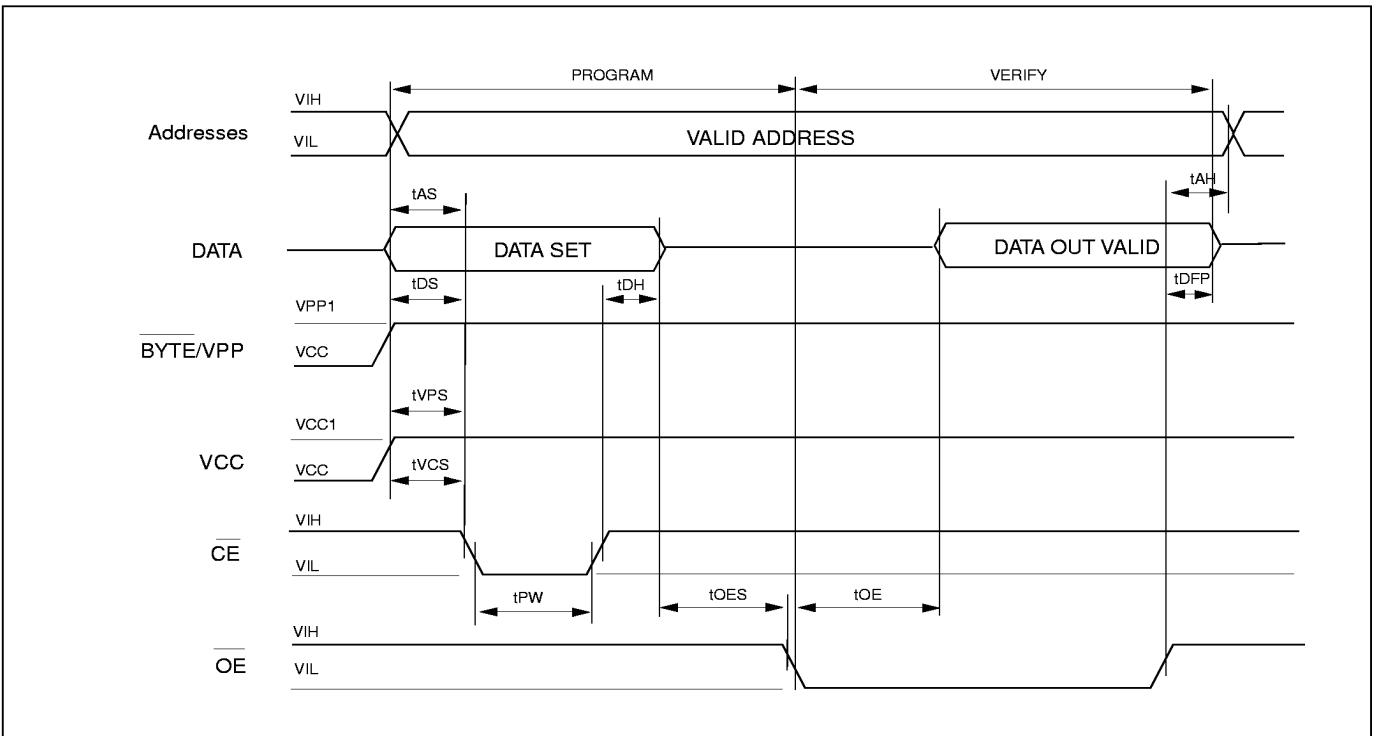 PROGRAM VERIFY
VIH
Addresses
VIL
VALID ADDRESS
tAS
tAH
DATA
DATA SET
DATA OUT VALID
tDS
tDH
tDFP
VPP1
BYTE/VPP
VCC
tVPS
VCC1
VCC
VCC
tVCS
VIH
CE
VIL
tPW
tOES
tOE
VIH
OE
VIL